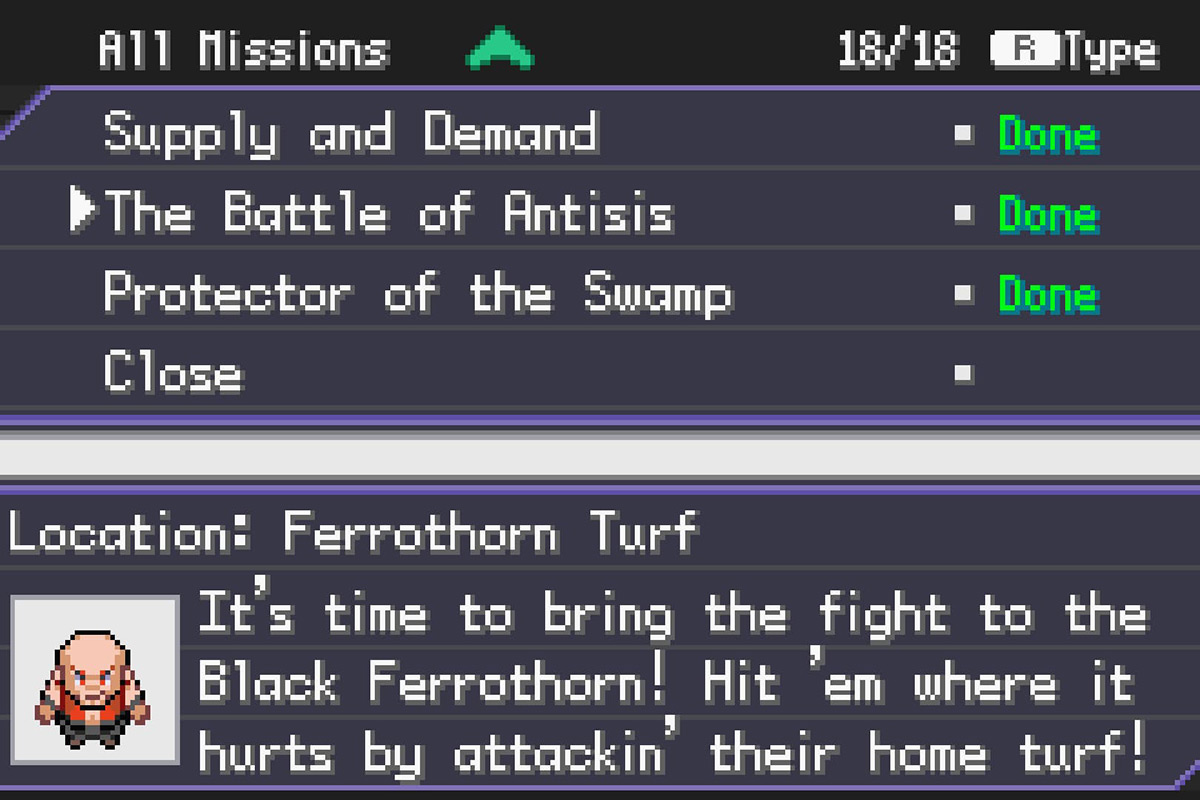 All Missions 18/18 R Type
Supply and Demand Done
The Battle of Antisis Done
Protector of the Swamp Done
Close
Location: Ferrothorn Turf
It's time to bring the fight to the
Black Ferrothorn! Hit 'em where it
hurts by attackin' their home turf!